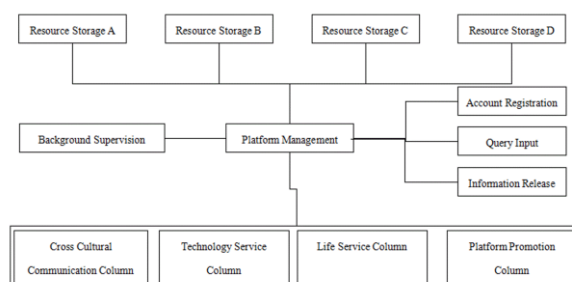 Resource Storage A
Resource Storage B
Resource Storage C
Resource Storage D
Account Registration
Background Supervision
Platform Management
Query Input
Information Release
Cross Cultural
Communication Column
Technology Service
Column
Life Service Column
Platform Promotion
Column